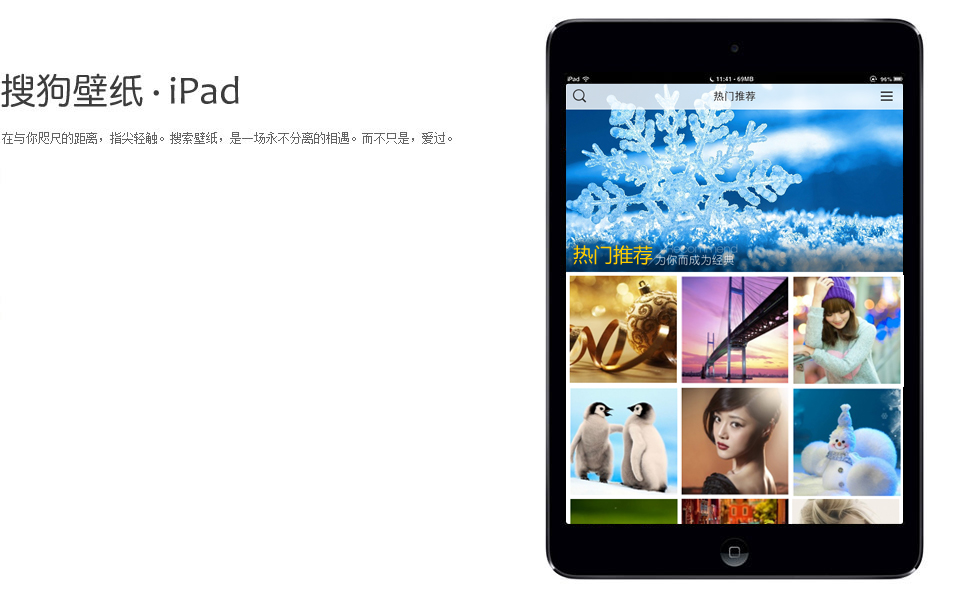 搜狗壁纸·iPad
在与你咫尺的距离，指尖轻触。搜索壁纸，是一场永不分离的相遇。而不只是，爱过。
iPad
11:41 · 69MB
96%
热门推荐
热门推荐
Recommend
为你而成为经典